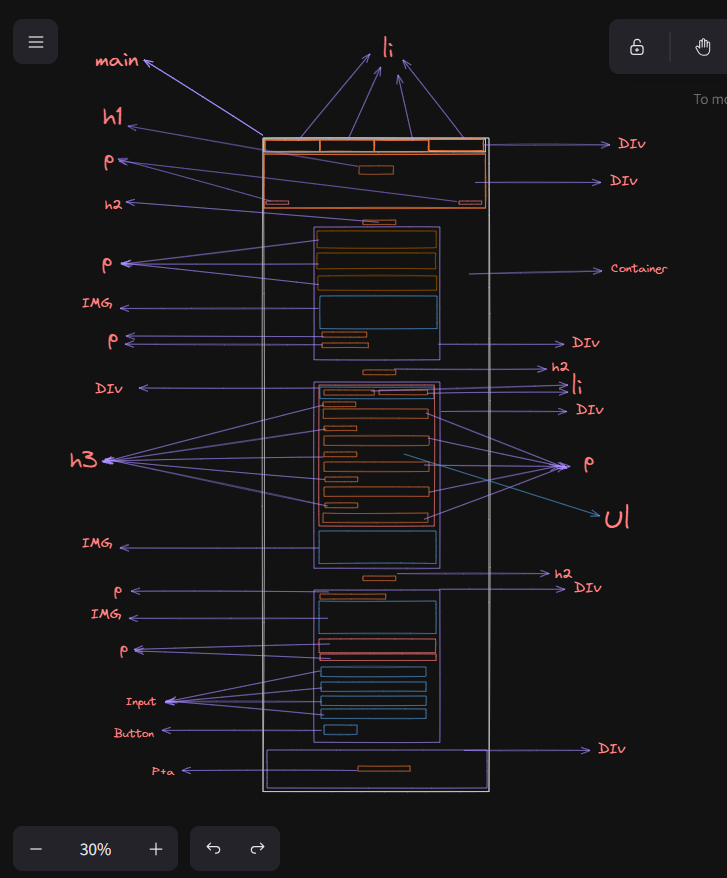 li
main
To mo
h1
DIv
p
DIv
h2
p
Container
IMG
p
DIv
h2
li
DIv
DIv
h3
p
Ul
IMG
h2
p
DIv
IMG
p
Input
Button
DIv
P+a
30%